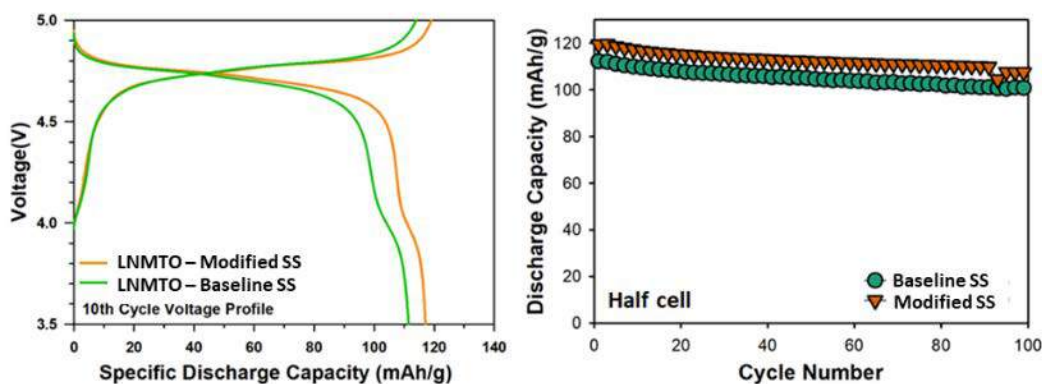 5.0
4.5
4.0
3.5
Voltage(V)
LNMTO – Modified SS
LNMTO – Baseline SS
10th Cycle Voltage Profile
0 20 40 60 80 100 120 140
Specific Discharge Capacity (mAh/g)
120
100
80
60
40
20
0
Discharge Capacity (mAh/g)
Baseline SS
Modified SS
Half cell
0 20 40 60 80 100
Cycle Number